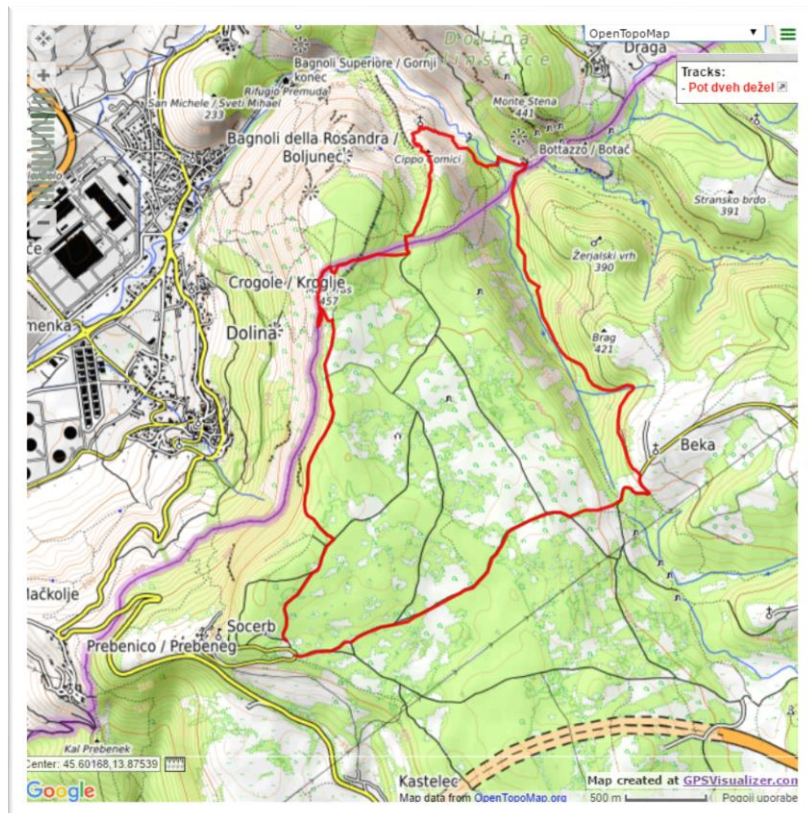 OpenTopoMap
Draga
Tracks:
- Pot dveh dežel
Dolina
Glinščice
Bagnoli Superiore / Gornji
konec
Rifugio Premuda
San Michele / Sveti Mihael
233
Monte Stena
441
Bagnoli della Rosandra /
Boljunec
Cippo Comici
Bottazzo / Botač
Stransko brdo
391
Žerjalski vrh
390
Crogole / Kroglje
457
Dolina
Brag
421
Beka
Socerb
Prebenico / Prebeneg
Kal Prebenek
Center: 45.60168,13.87539
Google
Kastelec
Map created at GPSVisualizer.com
Map data from OpenTopoMap.org
500 m
Pogoji uporabe